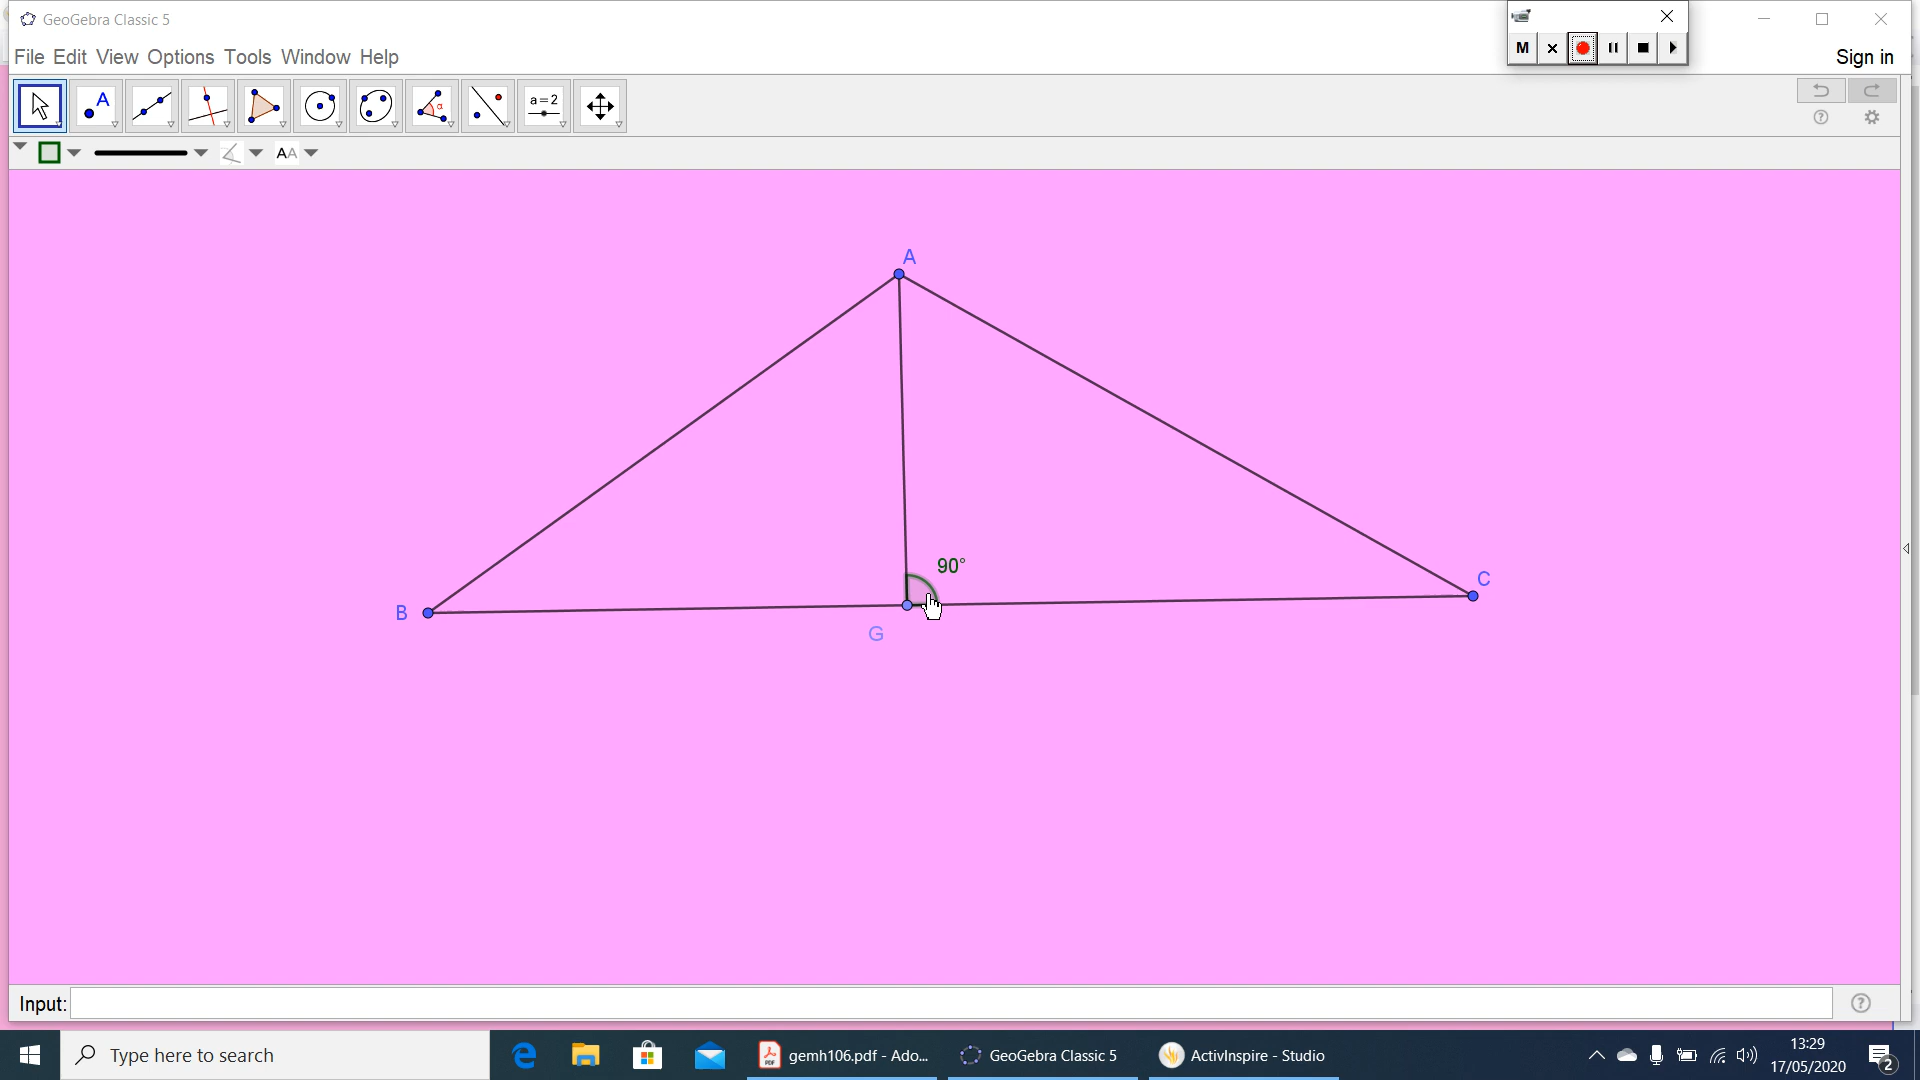 GeoGebra Classic 5
File Edit View Options Tools Window Help
M
Sign in
A
α
a=2
AA
A
90°
B
C
G
Input:
Type here to search
gemh106.pdf - Ado...
GeoGebra Classic 5
ActivInspire - Studio
13:29
17/05/2020
2